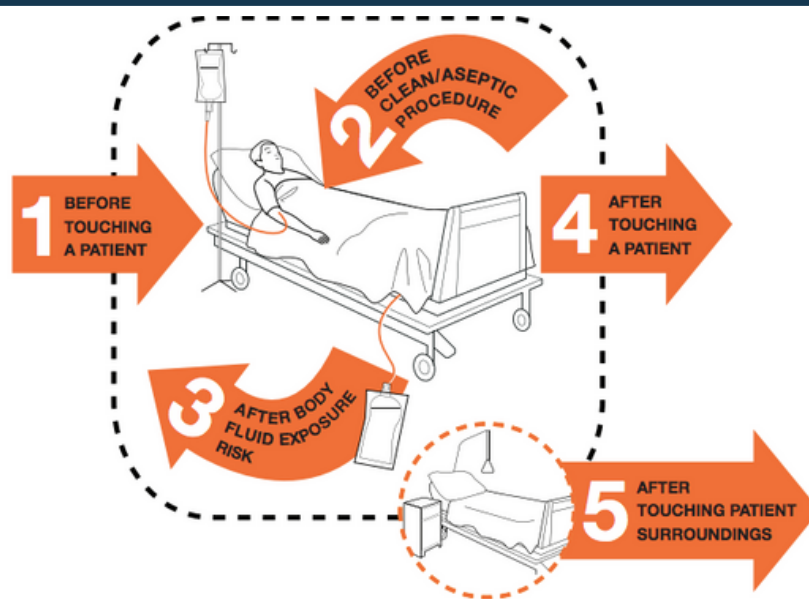 1
BEFORE
TOUCHING
A PATIENT
2
BEFORE
CLEAN/ASEPTIC
PROCEDURE
3
AFTER BODY
FLUID EXPOSURE
RISK
4
AFTER
TOUCHING
A PATIENT
5
AFTER
TOUCHING PATIENT
SURROUNDINGS